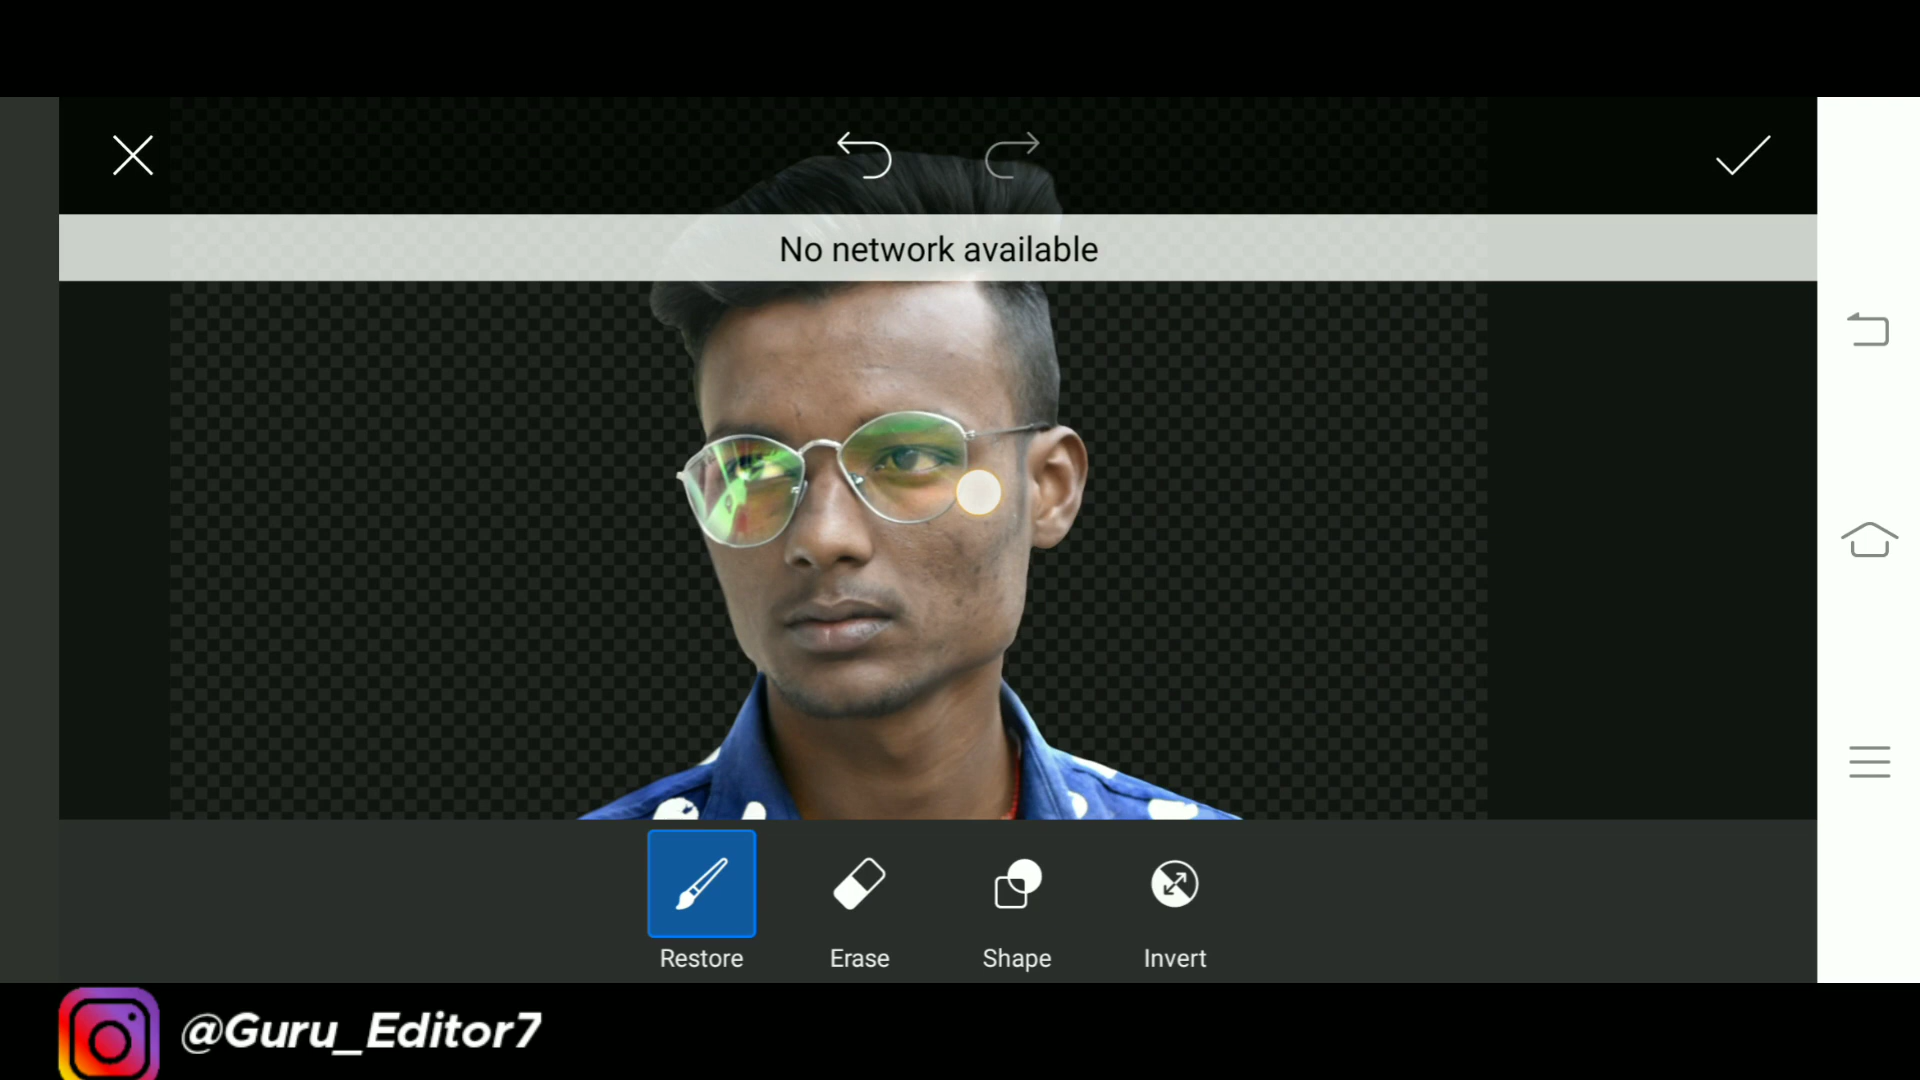 No network available
Restore
Erase
Shape
Invert
@Guru_Editor7